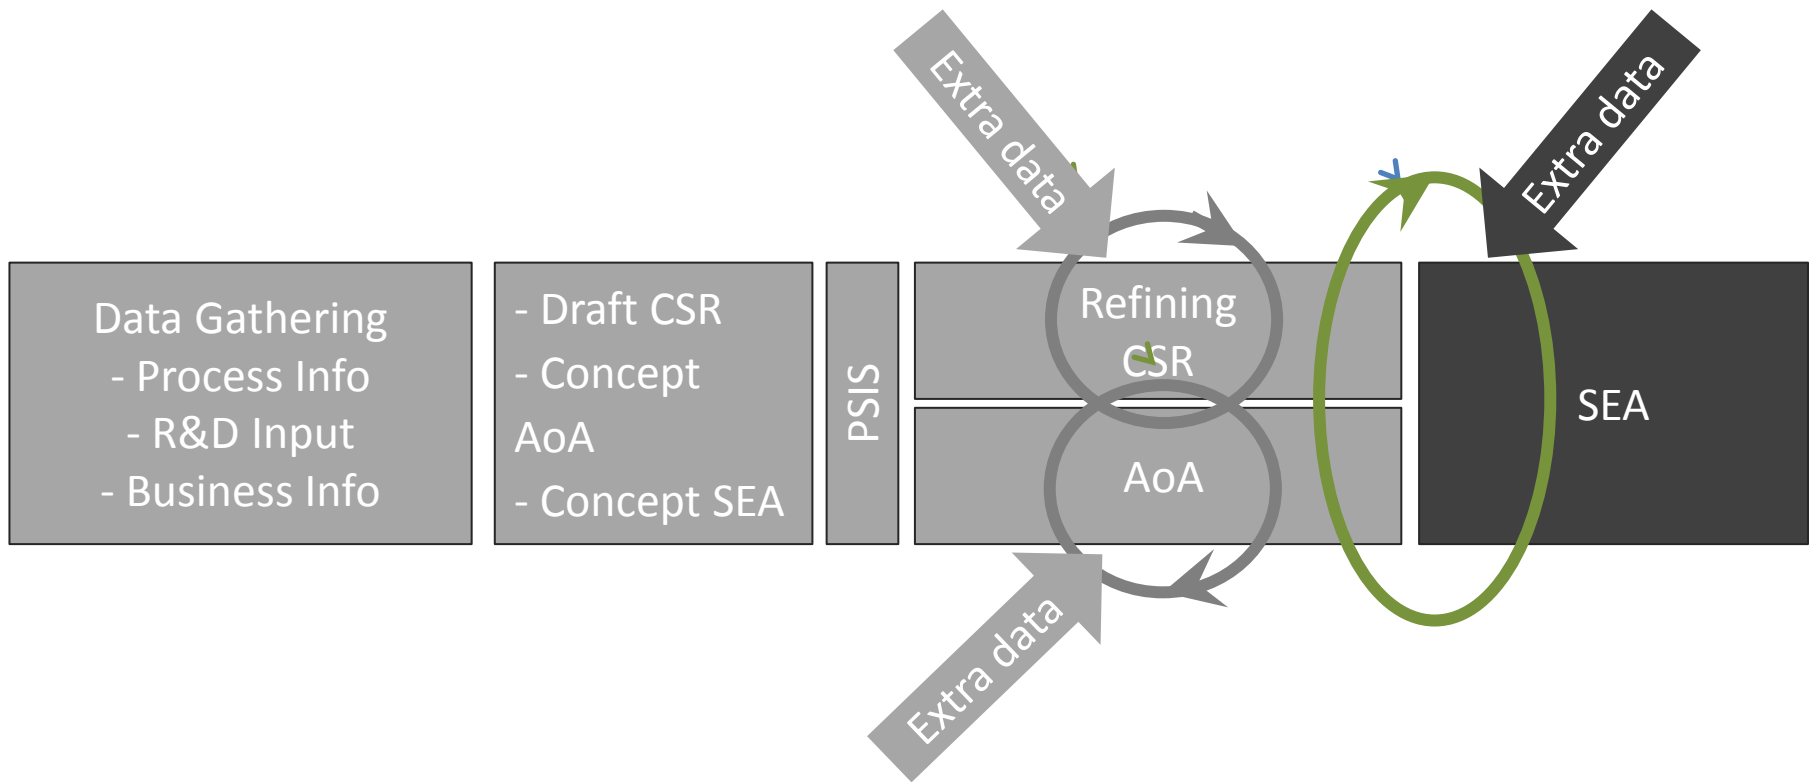 Extra data
Extra data
Data Gathering
- Process Info
- R&D Input
- Business Info
- Draft CSR
- Concept
AoA
- Concept SEA
PSIS
Refining
CSR
AoA
SEA
Extra data